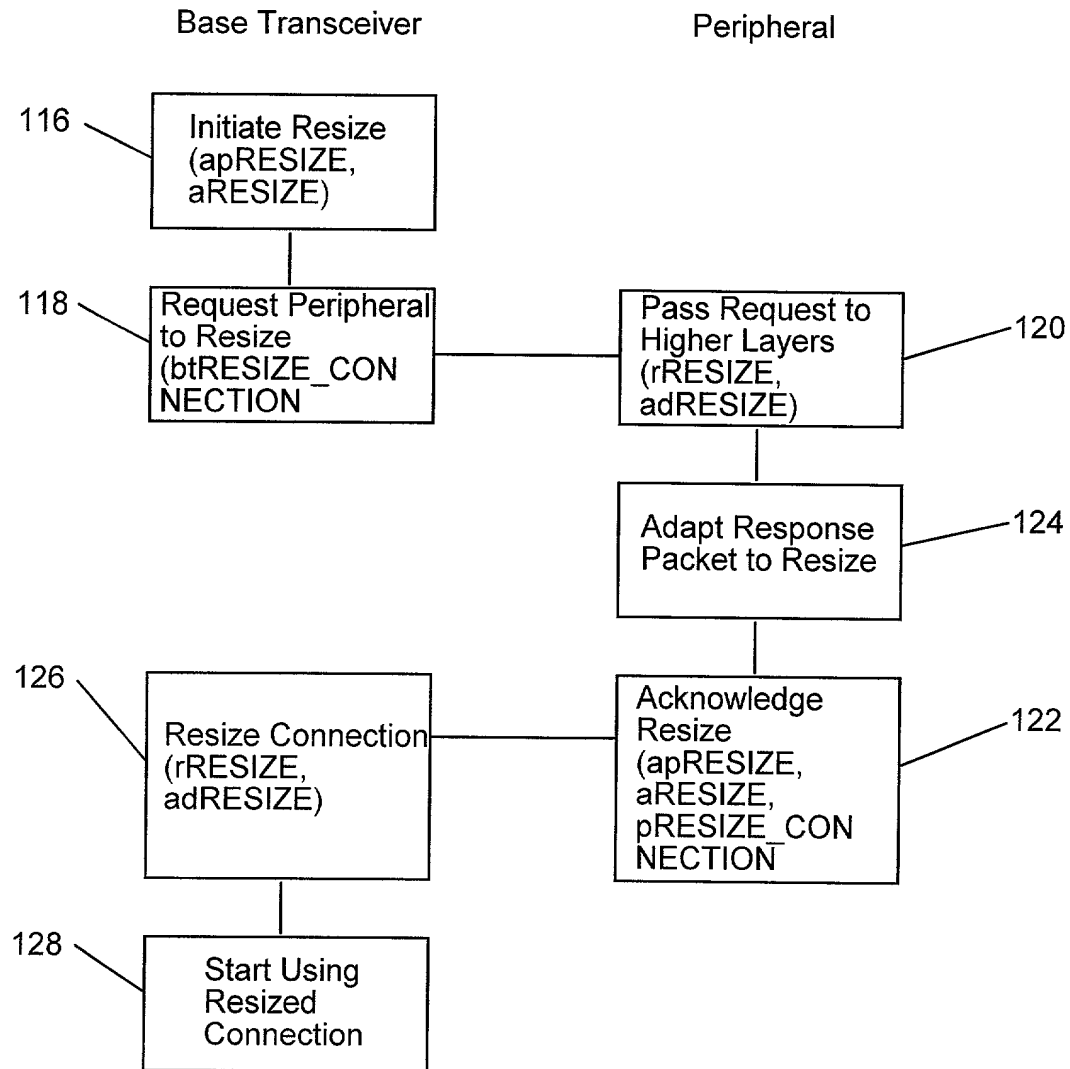 Base Transceiver
Peripheral
116
Initiate Resize
(apRESIZE,
aRESIZE)
118
Request Peripheral
to Resize
(btRESIZE_CON
NECTION
Pass Request to
Higher Layers
(rRESIZE,
adRESIZE)
120
Adapt Response
Packet to Resize
124
126
Resize Connection
(rRESIZE,
adRESIZE)
Acknowledge
Resize
(apRESIZE,
aRESIZE,
pRESIZE_CON
NECTION
122
128
Start Using
Resized
Connection